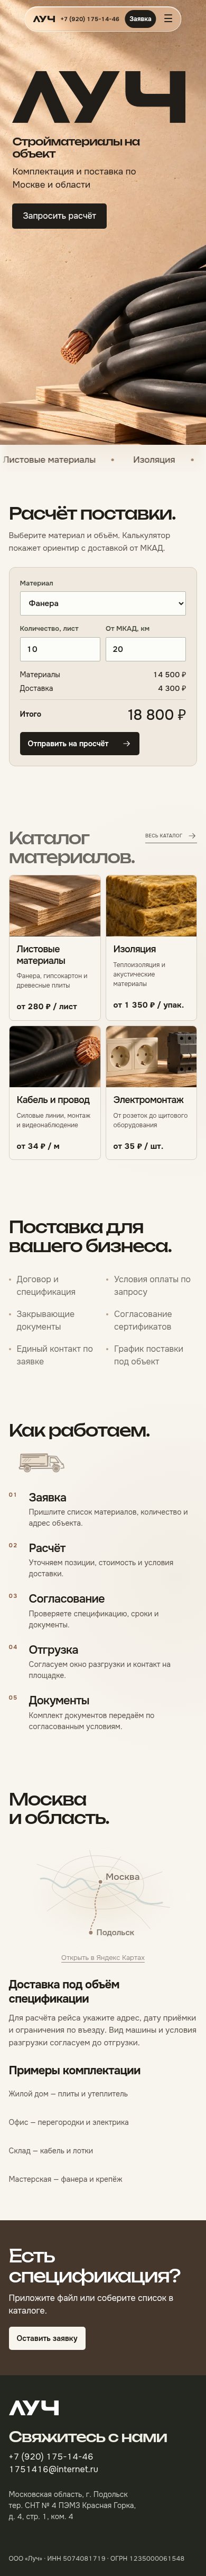 ЛУЧ +7 (920) 175-14-46 Заявка
ЛУЧ
Стройматериалы на
объект
Комплектация и поставка по
Москве и области
Запросить расчёт
Листовые материалы • Изоляция •
Расчёт поставки.
Выберите материал и объём. Калькулятор
покажет ориентир с доставкой от МКАД.
Материал
Фанера
Количество, лист От МКАД, км
10 20
Материалы 14 500 ₽
Доставка 4 300 ₽
Итого 18 800 ₽
Отправить на просчёт →
Каталог
материалов.
ВЕСЬ КАТАЛОГ →
Листовые
материалы
Фанера, гипсокартон и
древесные плиты
от 280 ₽ / лист
Изоляция
Теплоизоляция и
акустические
материалы
от 1 350 ₽ / упак.
Кабель и провод
Силовые линии, монтаж
и видеонаблюдение
от 34 ₽ / м
Электромонтаж
От розеток до щитового
оборудования
от 35 ₽ / шт.
Поставка для
вашего бизнеса.
Договор и
спецификация
Условия оплаты по
запросу
Закрывающие
документы
Согласование
сертификатов
Единый контакт по
заявке
График поставки
под объект
Как работаем.
01 Заявка
Пришлите список материалов, количество и
адрес объекта.
02 Расчёт
Уточняем позиции, стоимость и условия
доставки.
03 Согласование
Проверяете спецификацию, сроки и
документы.
04 Отгрузка
Согласуем окно разгрузки и контакт на
площадке.
05 Документы
Комплект документов передаём по
согласованным условиям.
Москва
и область.
Москва
Подольск
Открыть в Яндекс Картах
Доставка под объём
спецификации
Для расчёта рейса укажите адрес, дату приёмки
и ограничения по въезду. Вид машины и условия
разгрузки согласуем до отгрузки.
Примеры комплектации
Жилой дом — плиты и утеплитель
Офис — перегородки и электрика
Склад — кабель и лотки
Мастерская — фанера и крепёж
Есть
спецификация?
Приложите файл или соберите список в
каталоге.
Оставить заявку
ЛУЧ
Свяжитесь с нами
+7 (920) 175-14-46
1751416@internet.ru
Московская область, г. Подольск
тер. СНТ № 4 ПЭМЗ Красная Горка,
д. 4, стр. 1, ком. 4
ООО «Луч» · ИНН 5074081719 · ОГРН 1235000061548